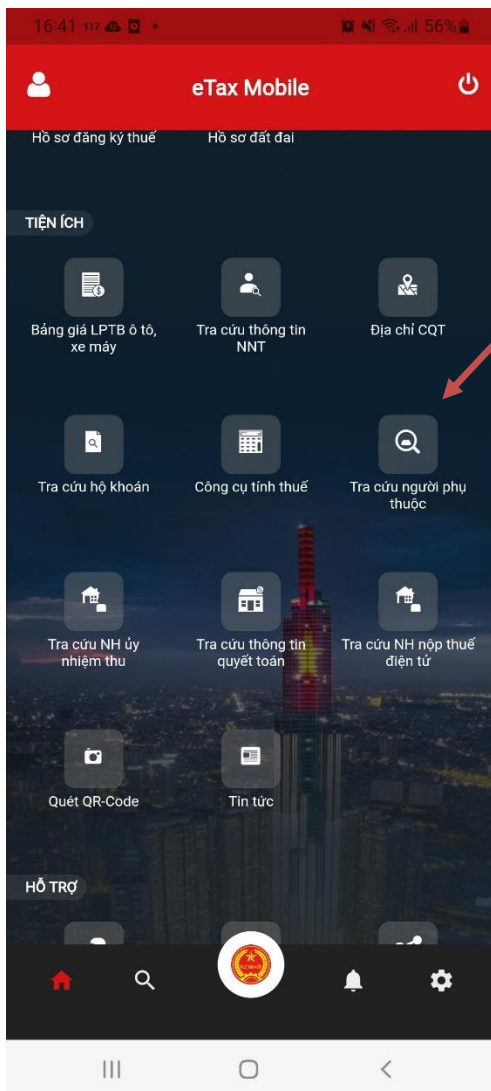 16:41 117
56%
eTax Mobile
Hồ sơ đăng ký thuế
Hồ sơ đất đai
TIỆN ÍCH
Bảng giá LPTB ô tô,
xe máy
Tra cứu thông tin
NNT
Địa chỉ CQT
Tra cứu hộ khoán
Công cụ tính thuế
Tra cứu người phụ
thuộc
Tra cứu NH ủy
nhiệm thu
Tra cứu thông tin
quyết toán
Tra cứu NH nộp thuế
điện tử
Quét QR-Code
Tin tức
HỖ TRỢ